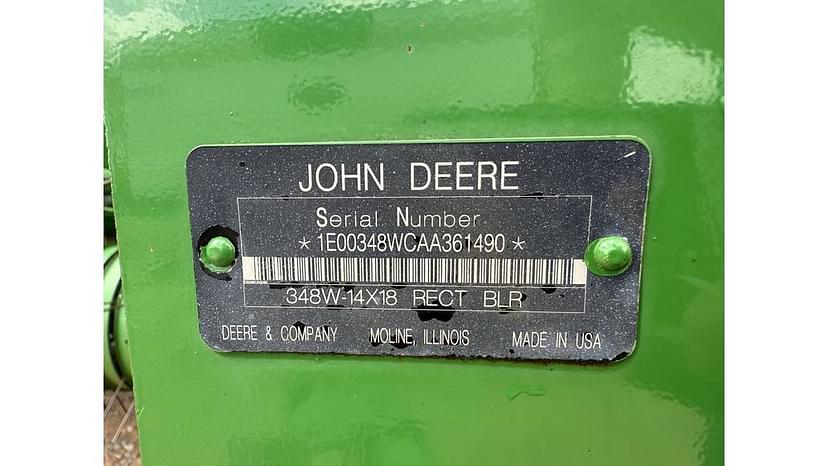 JOHN DEERE
Serial Number
* 1E00348WCAA361490 *
348W-14X18 RECT BLR
DEERE & COMPANY MOLINE, ILLINOIS MADE IN USA